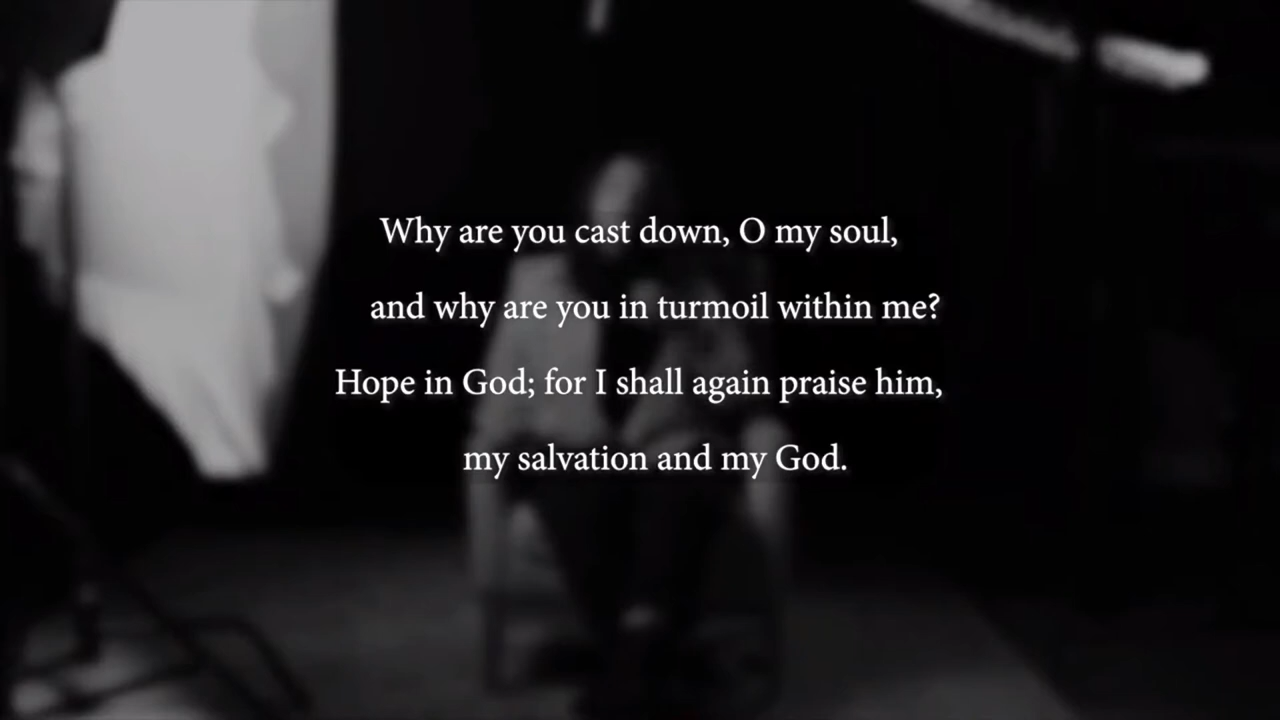 Why are you cast down, O my soul,
and why are you in turmoil within me?
Hope in God; for I shall again praise him,
my salvation and my God.